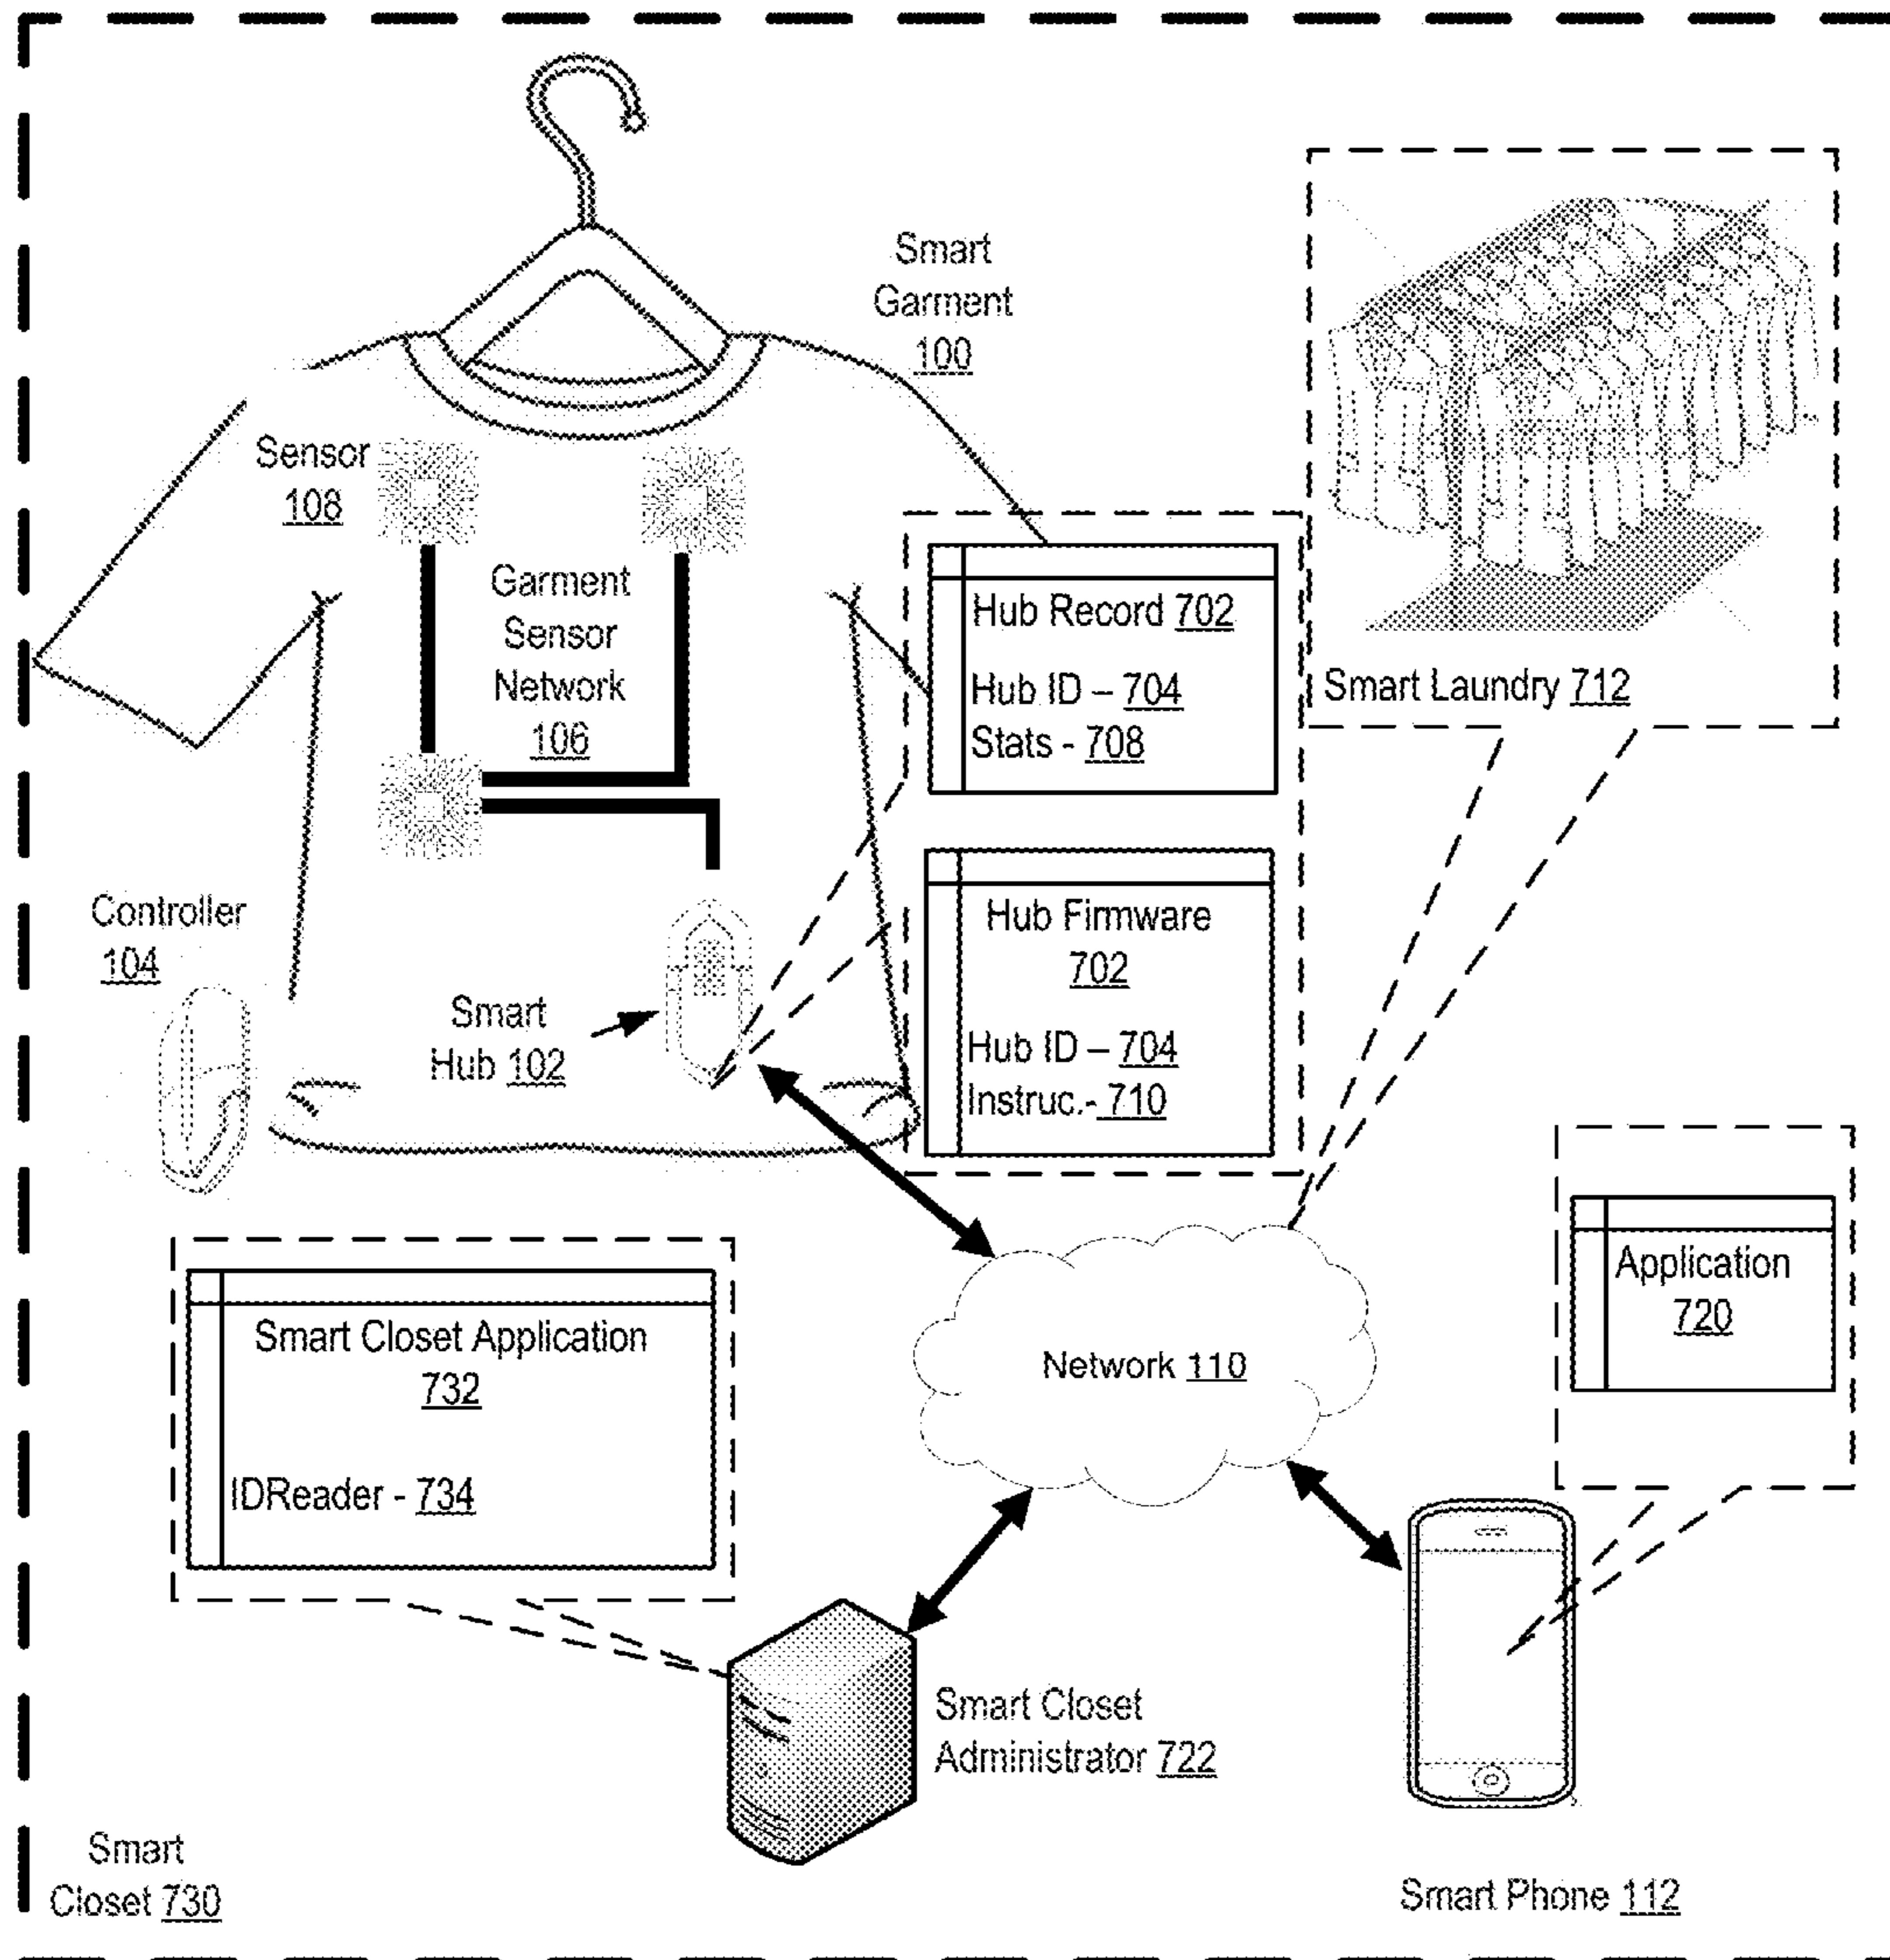 Smart
Garment
100
Sensor
108
Garment
Sensor
Network
106
Hub Record 702
Hub ID – 704
Stats - 708
Smart Laundry 712
Hub Firmware
702
Hub ID – 704
Instruc.- 710
Controller
104
Smart
Hub 102
Application
720
Smart Closet Application
732
IDReader - 734
Network 110
Smart Closet
Administrator 722
Smart
Closet 730
Smart Phone 112